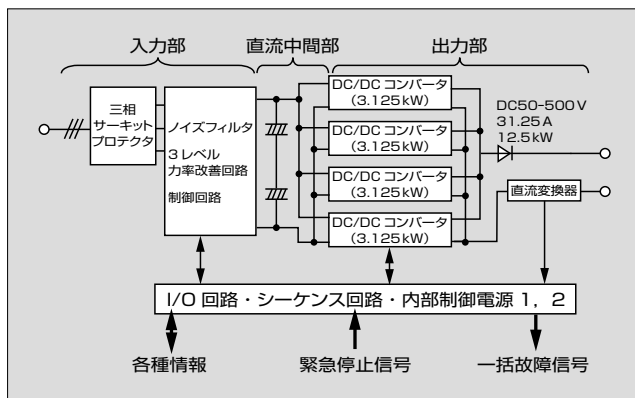 入力部
直流中間部
出力部
三相
サーキット
プロテクタ
ノイズフィルタ
3レベル
力率改善回路
制御回路
DC/DC コンバータ
(3.125kW)
DC/DC コンバータ
(3.125kW)
DC/DC コンバータ
(3.125kW)
DC/DC コンバータ
(3.125kW)
DC50-500V
31.25A
12.5kW
直流変換器
I/O 回路・シーケンス回路・内部制御電源 1，2
各種情報
緊急停止信号
一括故障信号